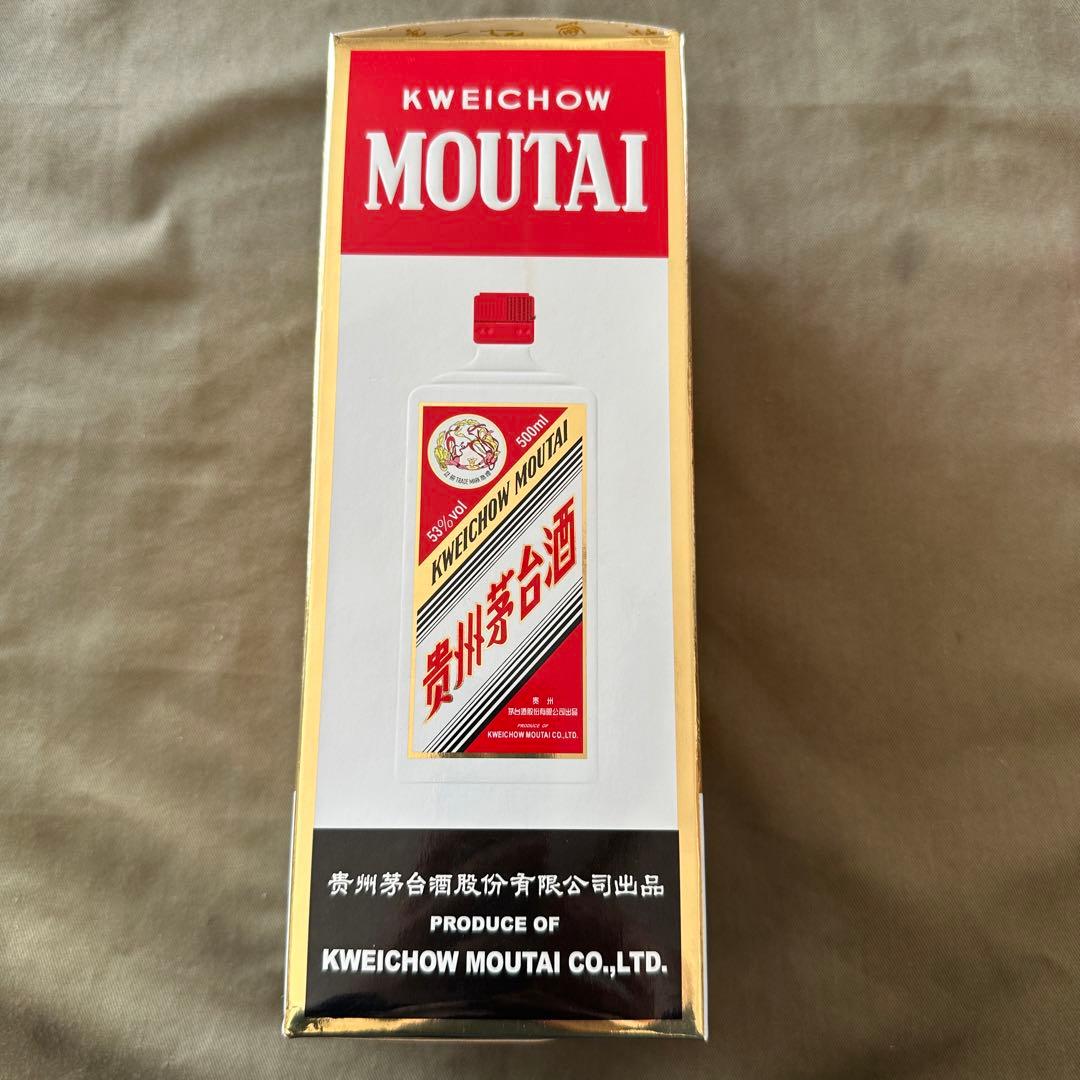 KWEICHOW
MOUTAI
500ml
53%vol
KWEICHOW MOUTAI
贵州茅台酒
贵州
茅台酒股份有限公司出品
PRODUCE OF
KWEICHOW MOUTAI CO.,LTD.
贵州茅台酒股份有限公司出品
PRODUCE OF
KWEICHOW MOUTAI CO.,LTD.